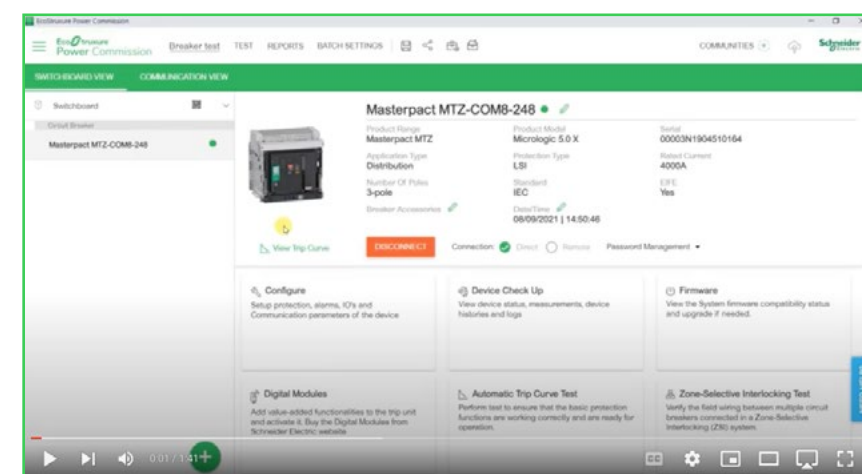 EcoStruxure Power Commission
EcoStruxure
Power Commission
Breaker test
TEST
REPORTS
BATCH SETTINGS
COMMUNITIES
Schneider
Electric
SWITCHBOARD VIEW
COMMUNICATION VIEW
Switchboard
Circuit Breaker
Masterpact MTZ-COM8-248
Masterpact MTZ-COM8-248
Product Range
Product Model
Serial
Masterpact MTZ
Micrologic 5.0 X
00003N1904510164
Application Type
Protection Type
Rated Current
Distribution
LSI
4000A
Number Of Poles
Standard
EIFE
3-pole
IEC
Yes
Breaker Accessories
Date/Time
08/09/2021 | 14:50:46
View Trip Curve
DISCONNECT
Connection:
Direct
Remote
Password Management
Configure
Setup protection, alarms, IO's and
Communication parameters of the device
Device Check Up
View device status, measurements, device
histories and logs
Firmware
View the System firmware compatibility status
and upgrade if needed.
Digital Modules
Add value-added functionalities to the trip unit
and activate it. Buy the Digital Modules from
Schneider Electric website
Automatic Trip Curve Test
Perform test to ensure that the basic protection
functions are working correctly and are ready for
operation.
Zone-Selective Interlocking Test
Verify the field wiring between multiple circuit
breakers connected in a Zone-Selective
Interlocking (ZSI) system.
0:01 / 1:41